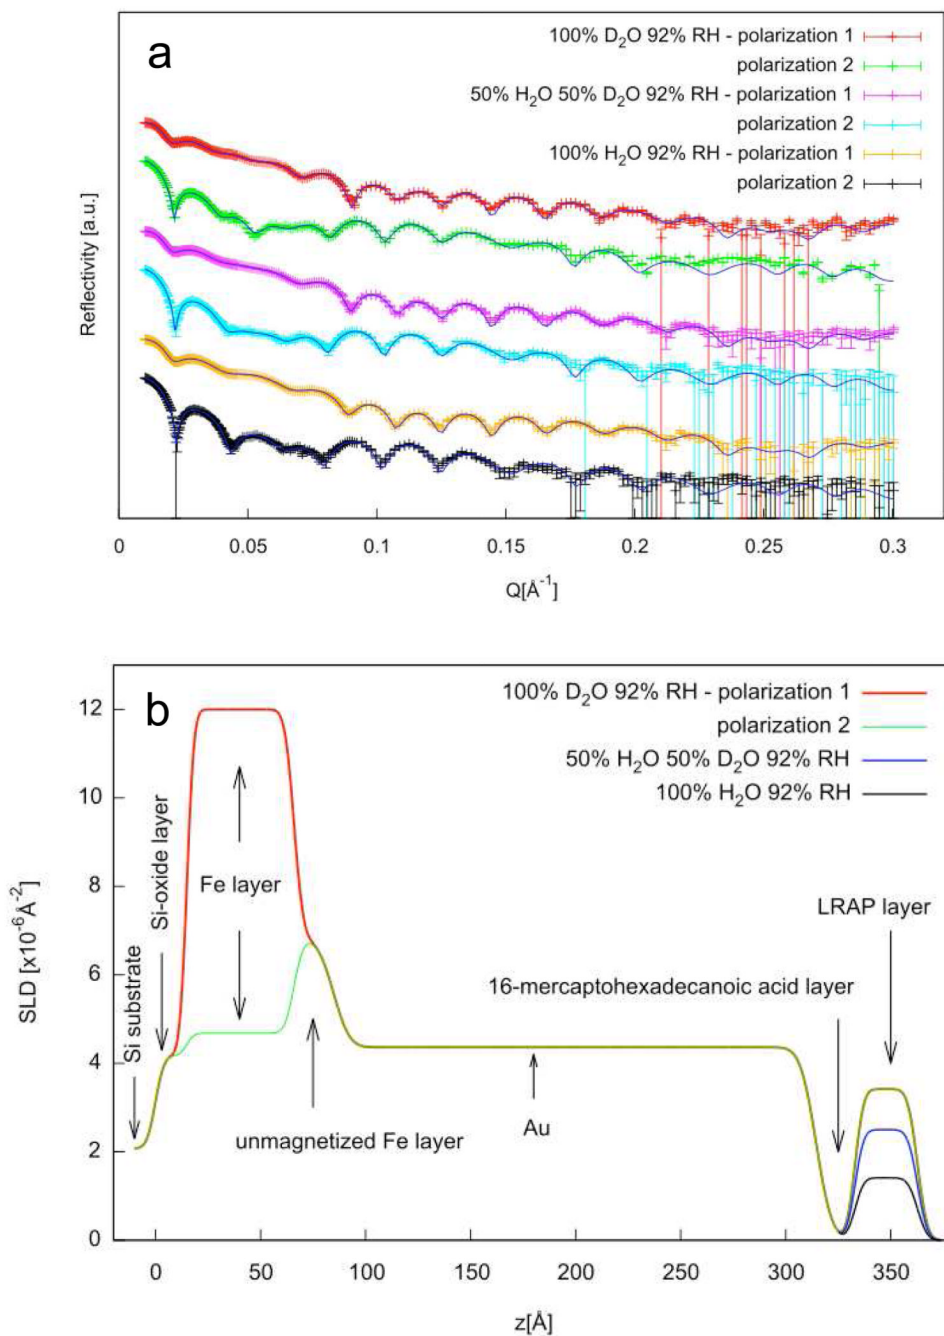 a
100% D₂O 92% RH - polarization 1
polarization 2
50% H₂O 50% D₂O 92% RH - polarization 1
polarization 2
100% H₂O 92% RH - polarization 1
polarization 2
Reflectivity [a.u.]
0 0.05 0.1 0.15 0.2 0.25 0.3
Q[Å⁻¹]
b
100% D₂O 92% RH - polarization 1
polarization 2
50% H₂O 50% D₂O 92% RH
100% H₂O 92% RH
SLD [x10⁻⁶Å⁻²]
12
10
8
6
4
2
0
Si substrate
Si-oxide layer
Fe layer
LRAP layer
16-mercaptohexadecanoic acid layer
unmagnetized Fe layer
Au
0 50 100 150 200 250 300 350
z[Å]